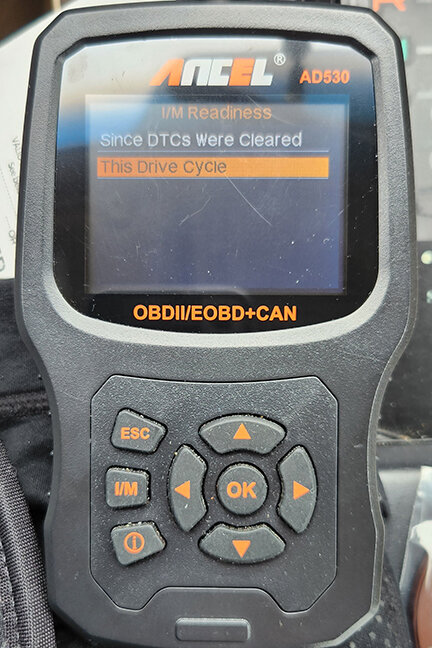 ANCEL®
AD530
I/M Readiness
Since DTCs Were Cleared
This Drive Cycle
OBDII/EOBD+CAN
ESC
I/M
OK